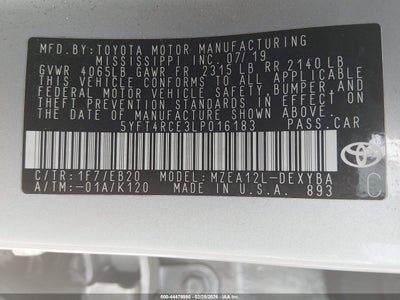 MFD.BY:TOYOTA MOTOR MANUFACTURING
MISSISSIPPI INC. 07/19
GVWR 4065LB GAWR FR 2315 LB RR 2140 LB
THIS VEHICLE CONFORMS TO ALL APPLICABLE
FEDERAL MOTOR VEHICLE SAFETY, BUMPER AND
THEFT PREVENTION STANDARDS IN EFFECT ON
THE DATE OF MANUFACTURE SHOWN ABOVE.
5YFT4RCE3LP016183 PASS.CAR
C/TR:1F7/EB20 MODEL:MZEA12L-DEXYBA
A/TM:-01A/K120 MADE IN U.S.A. 893
TOYOTA
C
000-44479990 - 02/25/2026 - IAAI